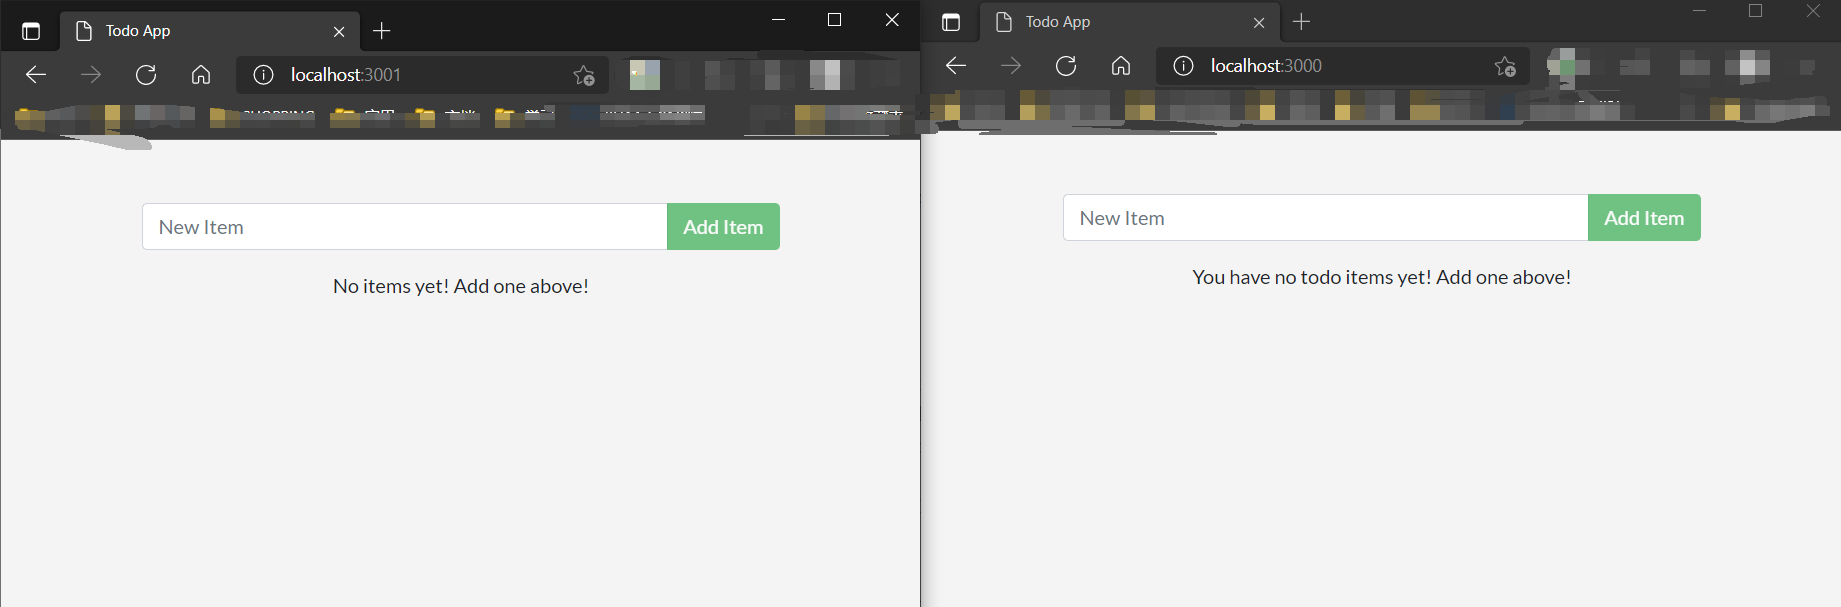 Todo App
localhost:3001
New Item
Add Item
No items yet! Add one above!
Todo App
localhost:3000
New Item
Add Item
You have no todo items yet! Add one above!